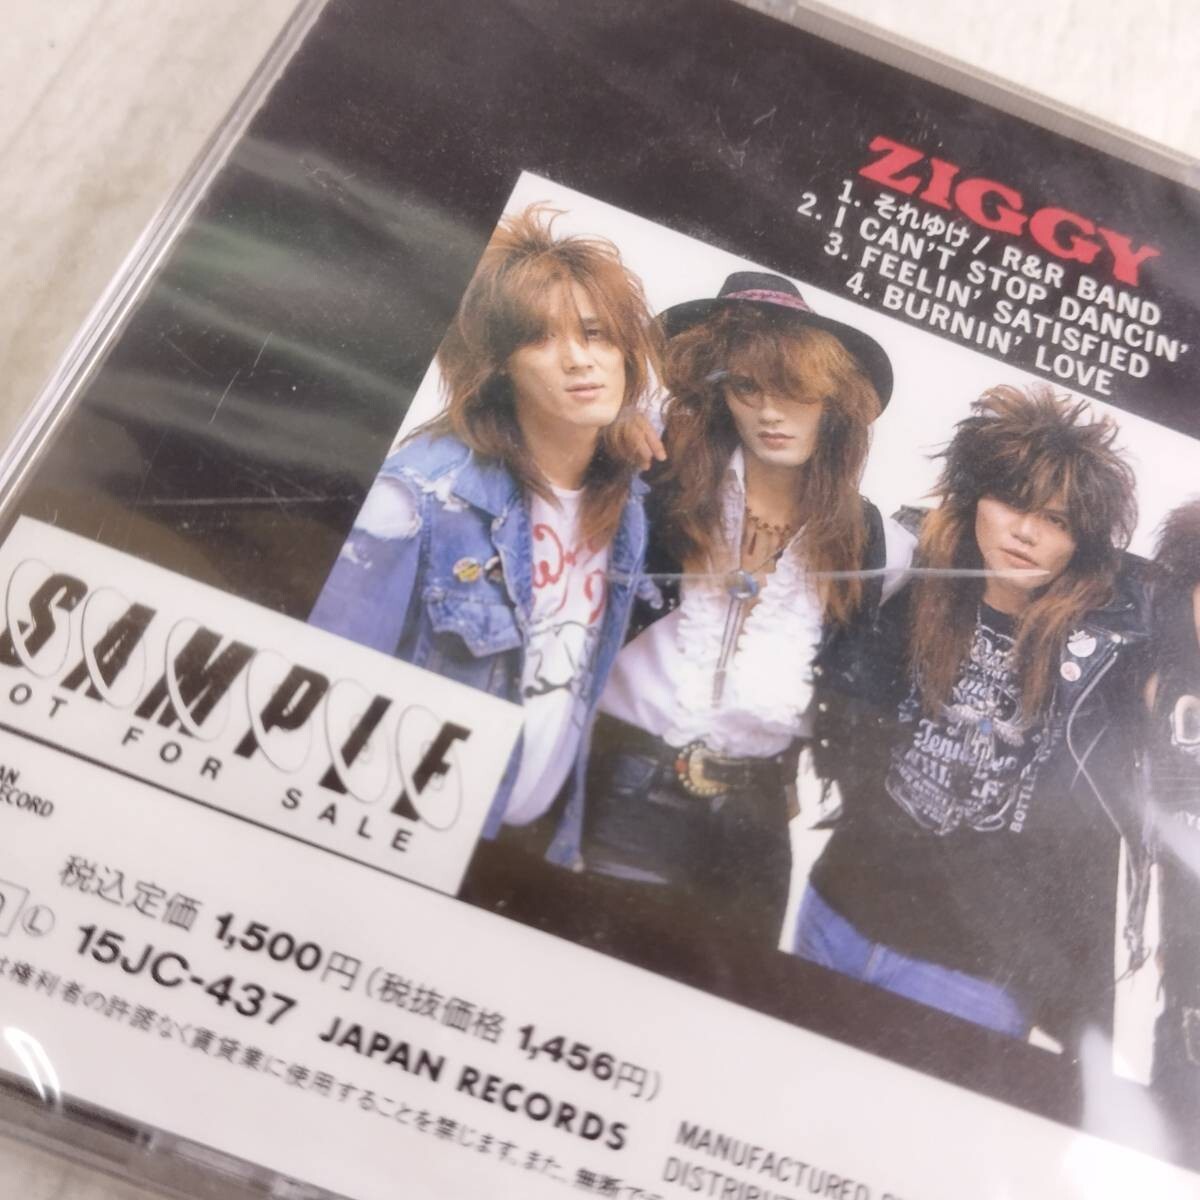 ZIGGY
1. それゆけ / R&R BAND
2. I CAN'T STOP DANCIN'
3. FEELIN' SATISFIED
4. BURNIN' LOVE
SAMPLE
OT FOR SALE
税込定価 1,500円(税抜価格 1,456円)
L 15JC-437 JAPAN RECORDS
権利者の許諾なく賃貸業に使用することを禁じます。また、無断で
MANUFACTURED